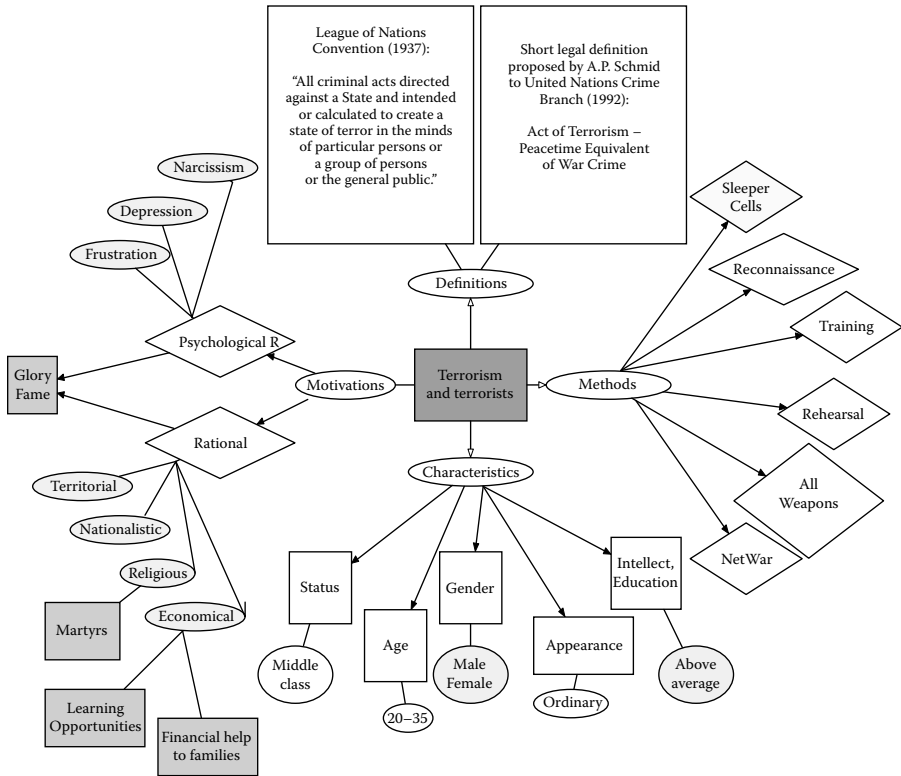 League of Nations
Convention (1937):
“All criminal acts directed
against a State and intended
or calculated to create a
state of terror in the minds
of particular persons or
a group of persons
or the general public.”
Short legal definition
proposed by A.P. Schmid
to United Nations Crime
Branch (1992):
Act of Terrorism –
Peacetime Equivalent
of War Crime
Narcissism
Depression
Frustration
Psychological R
Glory
Fame
Motivations
Rational
Territorial
Nationalistic
Religious
Economical
Martyrs
Learning
Opportunities
Financial help
to families
Definitions
Terrorism
and terrorists
Methods
Sleeper
Cells
Reconnaissance
Training
Rehearsal
All
Weapons
NetWar
Characteristics
Status
Middle
class
Age
20–35
Gender
Male
Female
Appearance
Ordinary
Intellect,
Education
Above
average